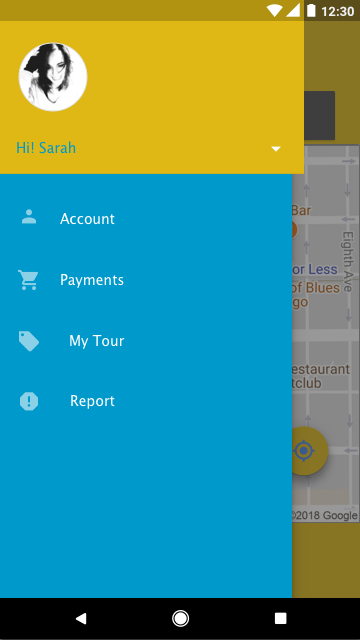 12:30
Hi! Sarah
Account
Payments
My Tour
Report
Bar
or Less
of Blues
go
Eighth Ave
estaurant
tclub
©2018 Google